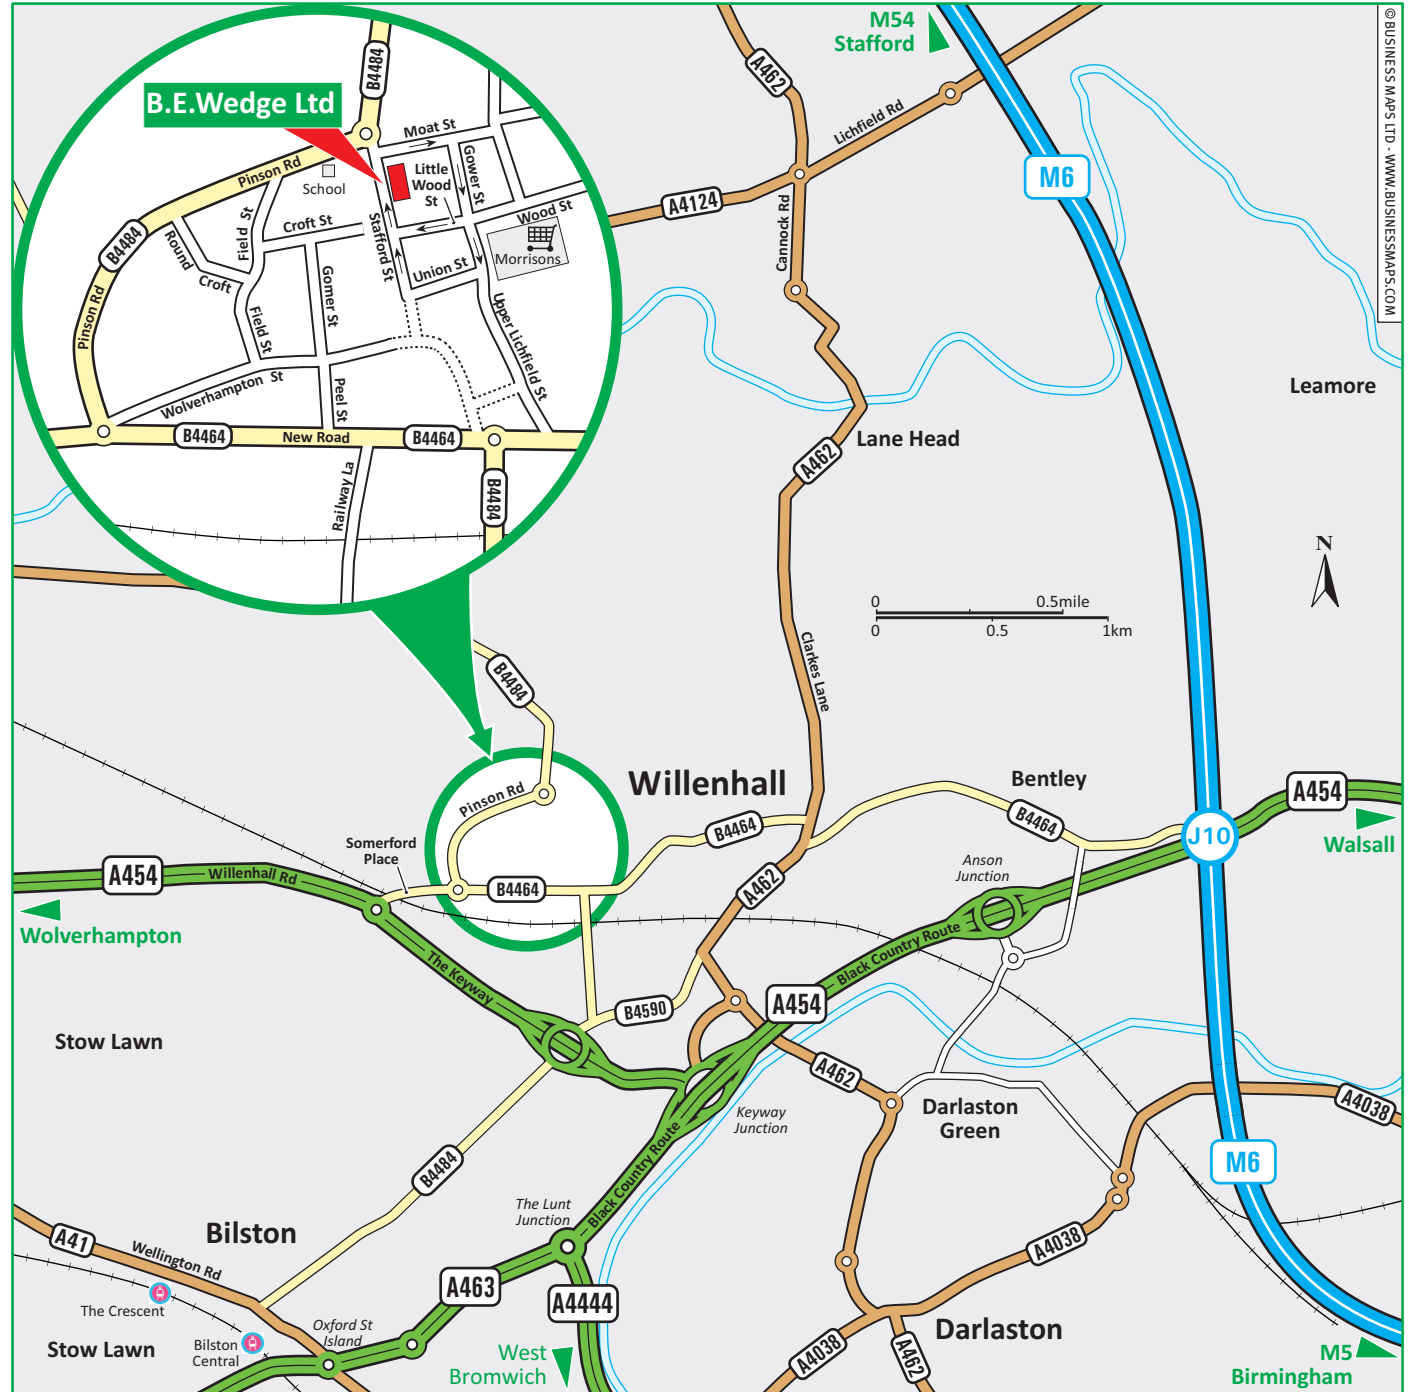 M54
Stafford
© BUSINESS MAPS LTD - WWW.BUSINESSMAPS.COM
A462
B4484
B.E.Wedge Ltd
Lichfield Rd
Moat St
Pinson Rd
School
Little
Wood
St
Gower St
M6
A4124
Cannock Rd
Field St
Croft St
Stafford St
Wood St
Morrisons
B4484
Round
Croft
Union St
Gomer St
Pinson Rd
Field St
Upper Lichfield St
Wolverhampton St
Peel St
Leamore
B4464
New Road
B4464
Lane Head
A462
Railway La
B4484
N
0
0.5mile
0
0.5
1km
Clarkes Lane
B4484
Willenhall
Bentley
Pinson Rd
A454
B4464
B4464
J10
Walsall
Somerford
Place
A454
Willenhall Rd
B4464
A462
Anson
Junction
Wolverhampton
The Keyway
Black Country Route
A454
B4590
Stow Lawn
A462
Keyway
Junction
Darlaston
Green
A4038
B4484
M6
Black Country Route
The Lunt
Junction
Bilston
A41
Wellington Rd
A4038
A463
A4444
The Crescent
Oxford St
Island
Darlaston
Stow Lawn
Bilston
Central
West
Bromwich
A4038
A462
M5
Birmingham